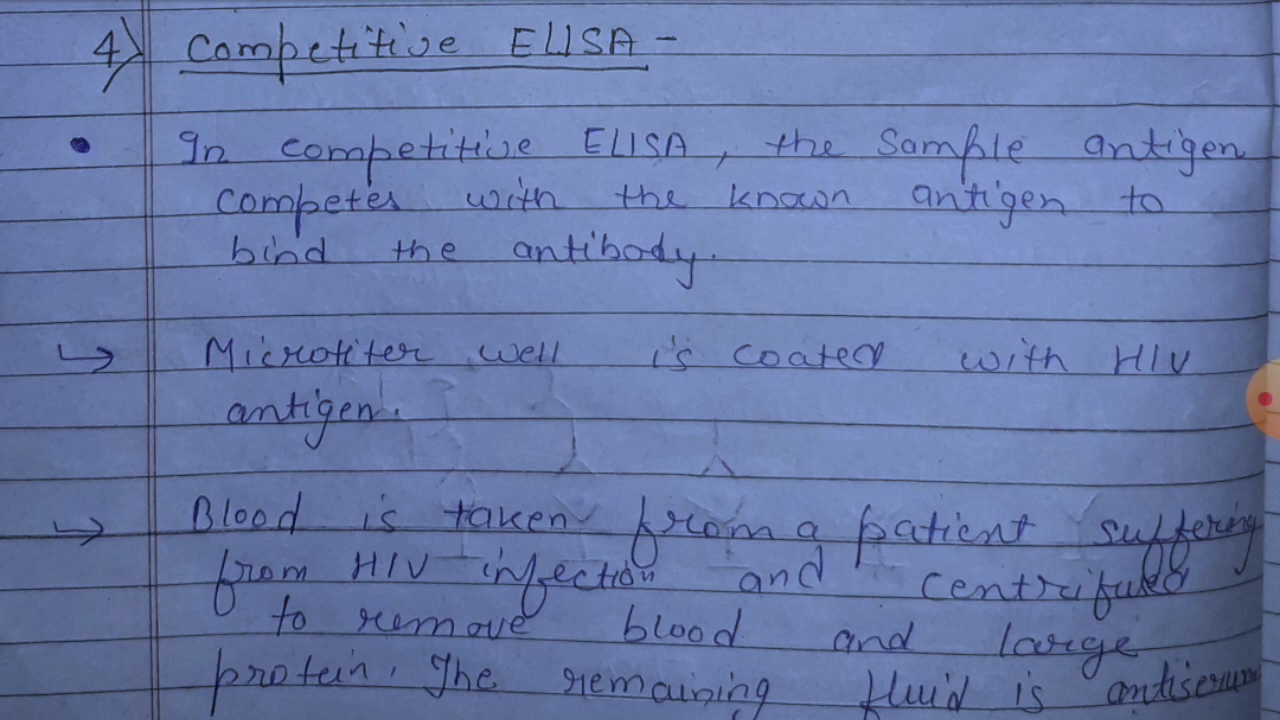 4) Competitive ELISA -
• In competitive ELISA, the Sample antigen
competes with the known antigen to
bind the antibody.
↳ Microtiter well is coated with HIV
antigen.
→ Blood is taken from a patient suffering
from HIV infection and centrifuked
to remove blood and large
protein. The remaining fluid is antiserum